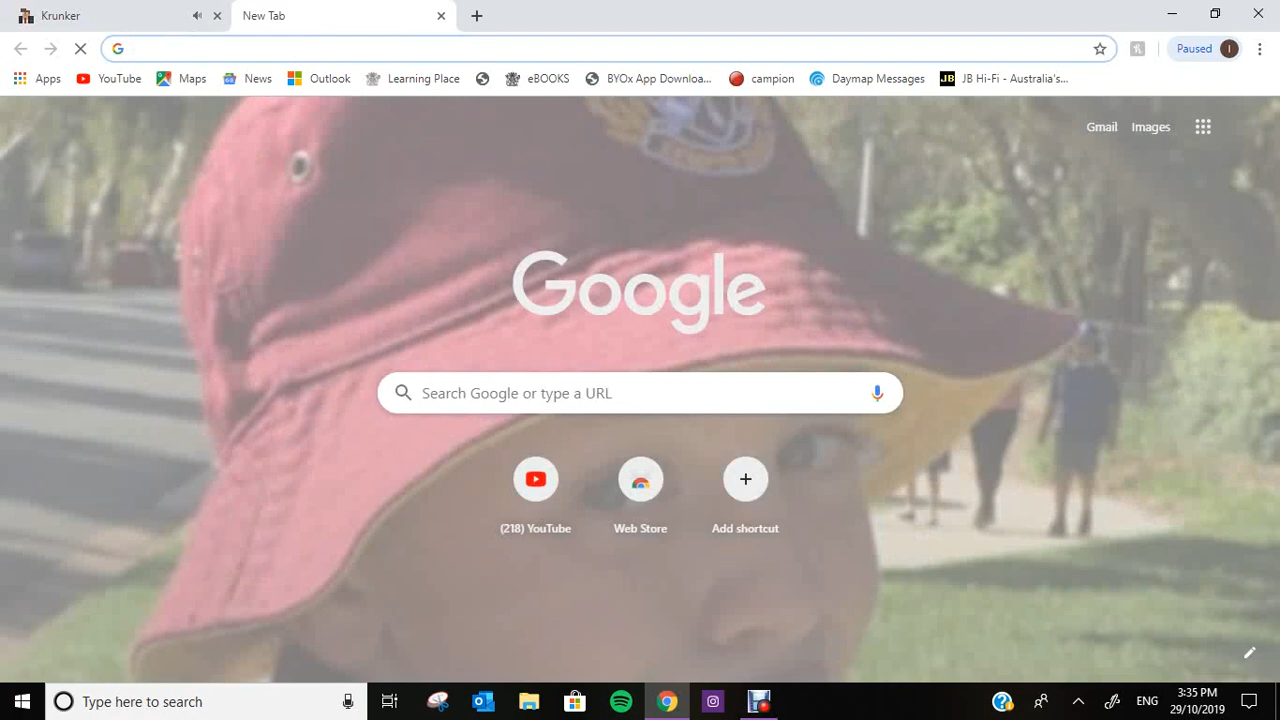 Krunker
New Tab
Paused I
Apps YouTube Maps News Outlook Learning Place eBOOKS BYOx App Downloa... campion Daymap Messages JB JB Hi-Fi - Australia's...
Gmail Images
Google
Search Google or type a URL
(218) YouTube Web Store Add shortcut
Type here to search
ENG
3:35 PM
29/10/2019